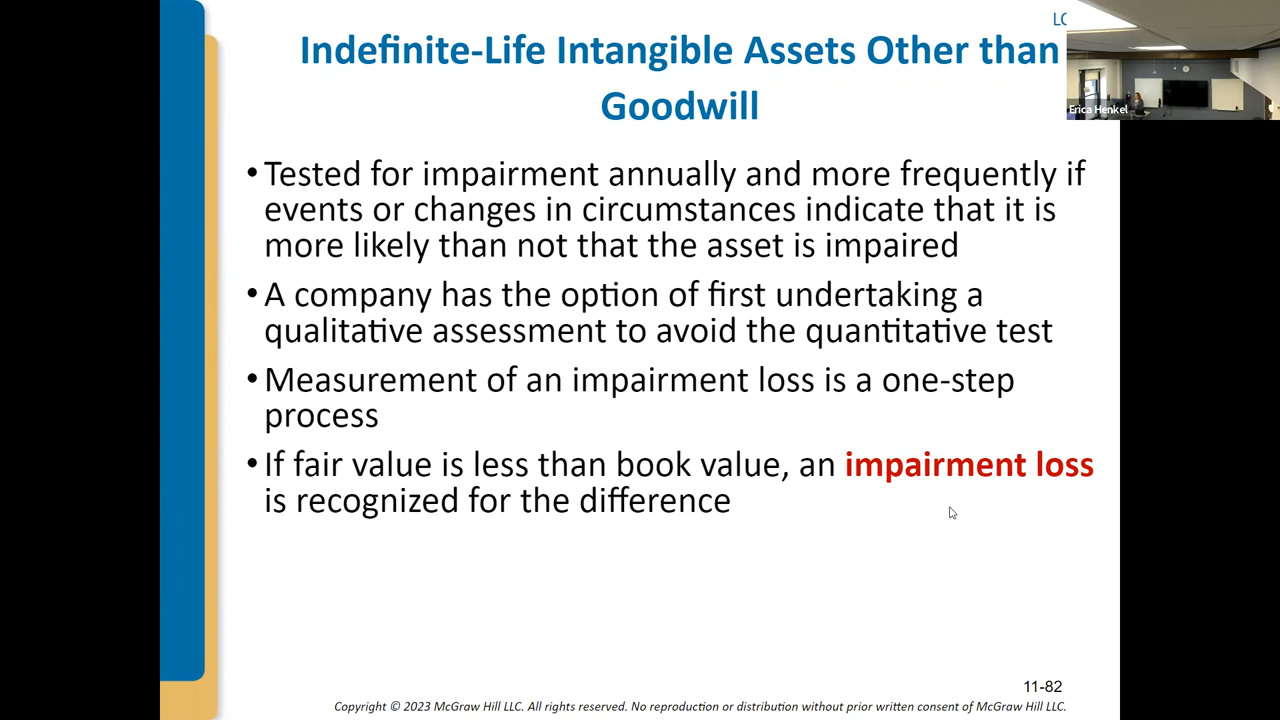 LO
Indefinite-Life Intangible Assets Other than
Goodwill
Erica Henkel
• Tested for impairment annually and more frequently if
events or changes in circumstances indicate that it is
more likely than not that the asset is impaired
• A company has the option of first undertaking a
qualitative assessment to avoid the quantitative test
• Measurement of an impairment loss is a one-step
process
• If fair value is less than book value, an impairment loss
is recognized for the difference
11-82
Copyright © 2023 McGraw Hill LLC. All rights reserved. No reproduction or distribution without prior written consent of McGraw Hill LLC.